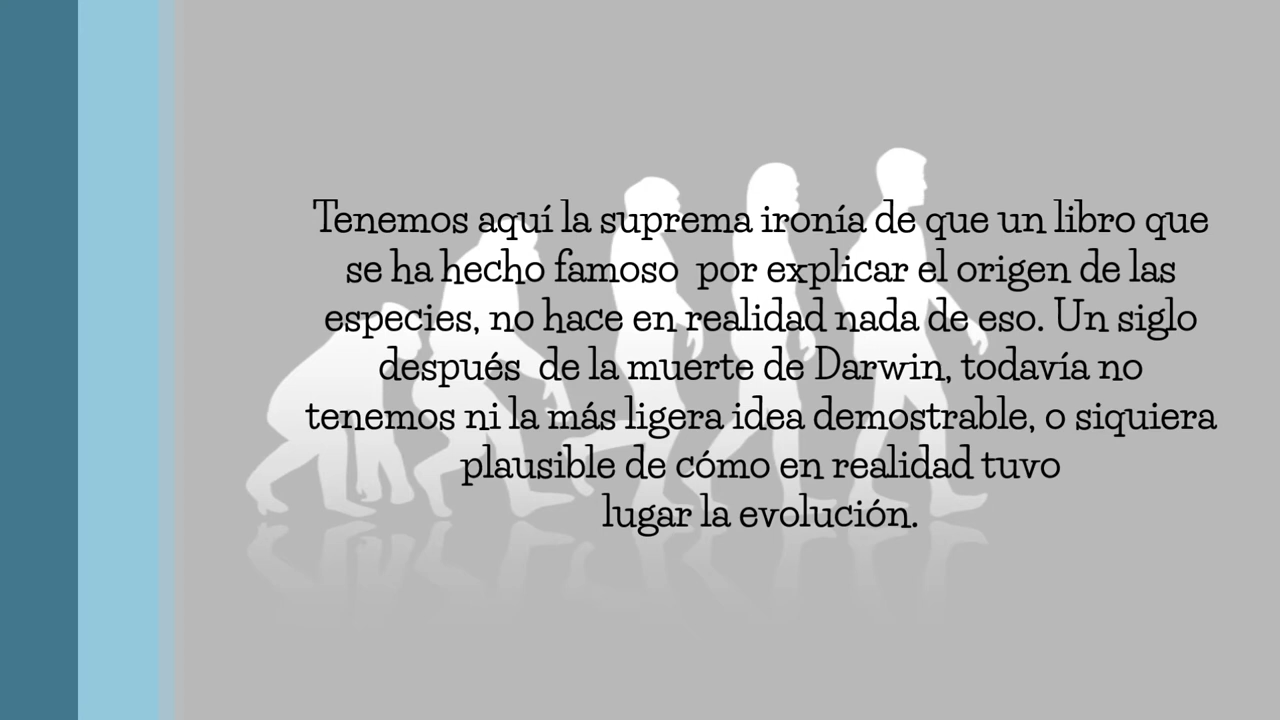 Tenemos aquí la suprema ironía de que un libro que
se ha hecho famoso por explicar el origen de las
especies, no hace en realidad nada de eso. Un siglo
después de la muerte de Darwin, todavía no
tenemos ni la más ligera idea demostrable, o siquiera
plausible de cómo en realidad tuvo
lugar la evolución.